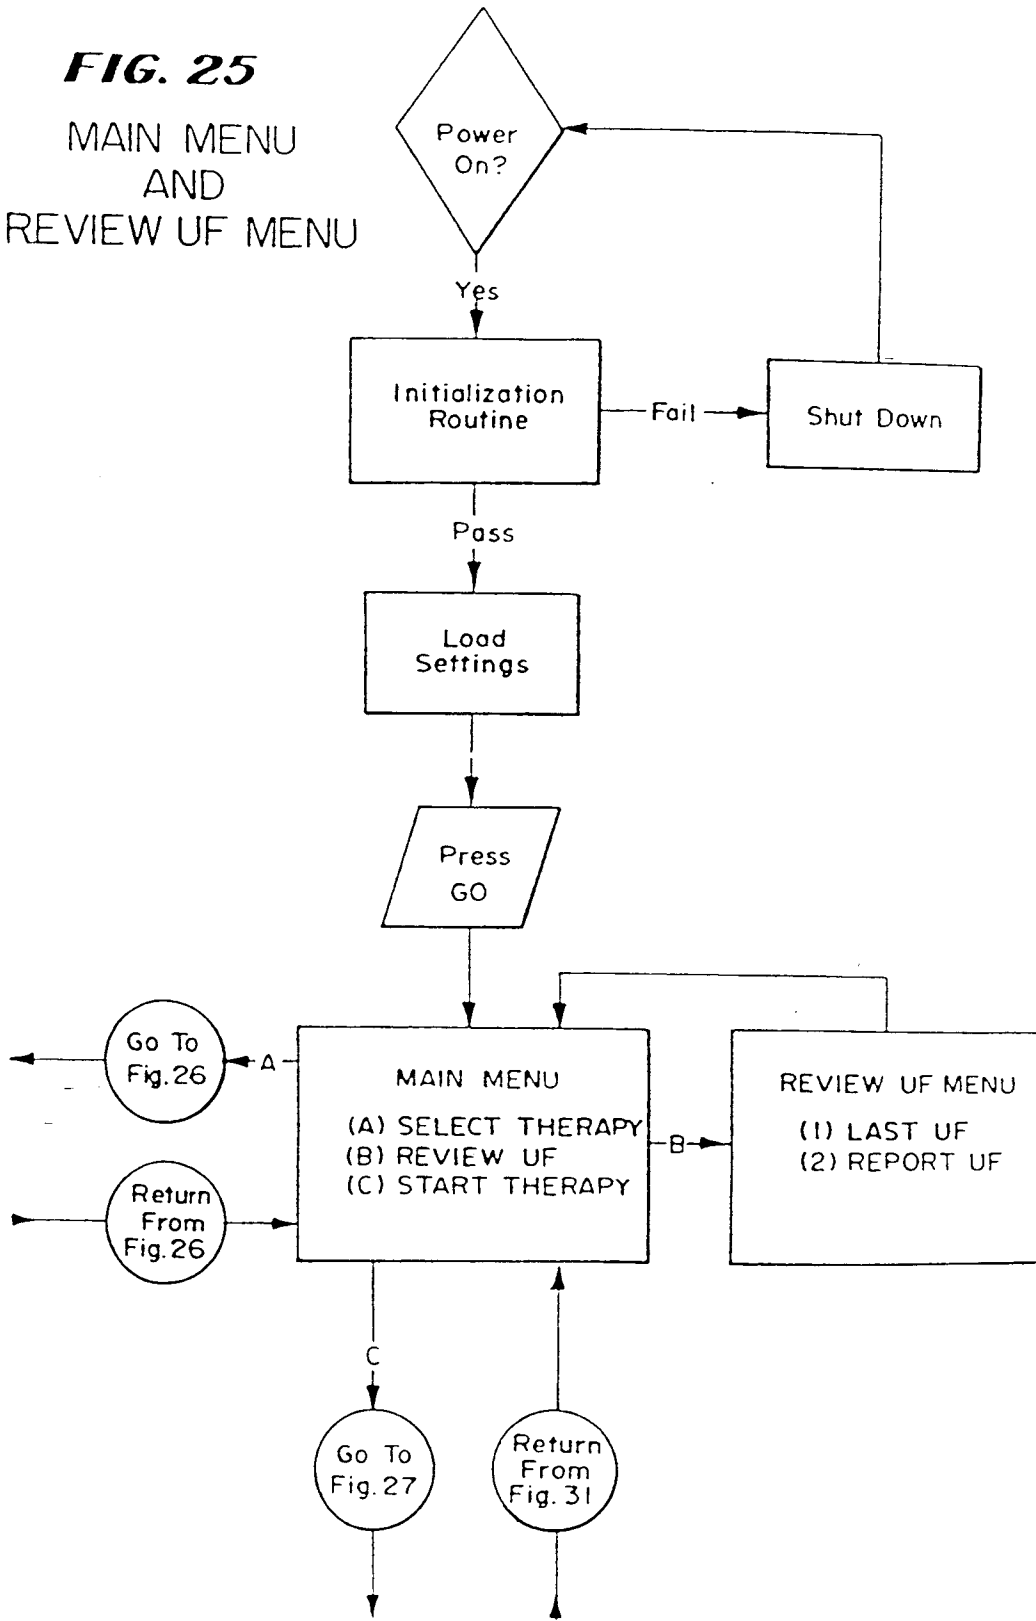 FIG. 25
MAIN MENU
AND
REVIEW UF MENU
Power
On?
Yes
Initialization
Routine
Fail
Shut Down
Pass
Load
Settings
Press
GO
Go To
Fig. 26
A
MAIN MENU
(A) SELECT THERAPY
(B) REVIEW UF
(C) START THERAPY
B
REVIEW UF MENU
(1) LAST UF
(2) REPORT UF
Return
From
Fig. 26
C
Go To
Fig. 27
Return
From
Fig. 31